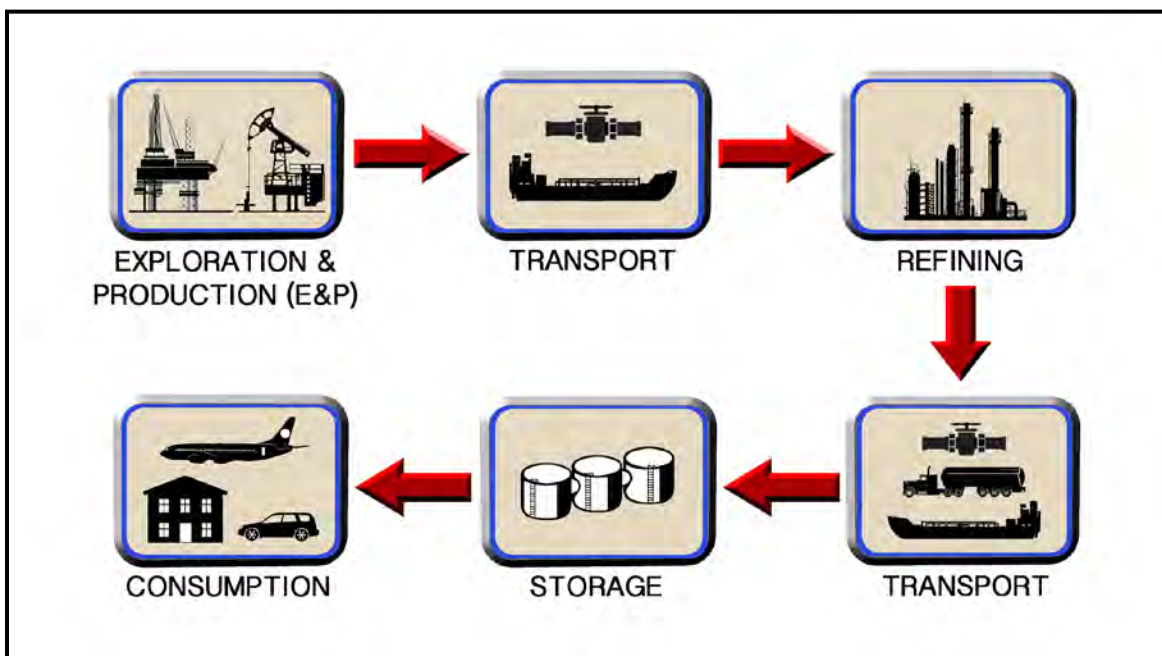 EXPLORATION &
PRODUCTION (E&P)
TRANSPORT
REFINING
CONSUMPTION
STORAGE
TRANSPORT